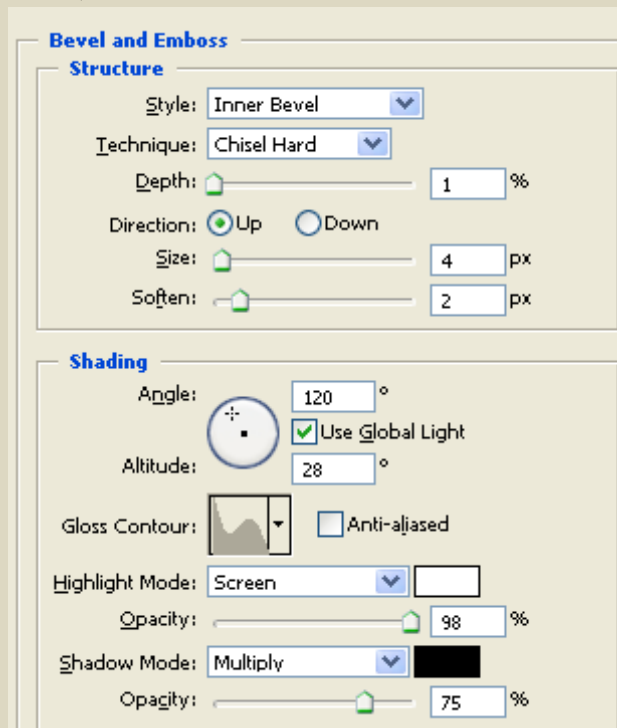 Bevel and Emboss
Structure
Style: Inner Bevel
Technique: Chisel Hard
Depth: 1 %
Direction: Up Down
Size: 4 px
Soften: 2 px
Shading
Angle: 120 °
Use Global Light
Altitude: 28 °
Gloss Contour: Anti-aliased
Highlight Mode: Screen
Opacity: 98 %
Shadow Mode: Multiply
Opacity: 75 %